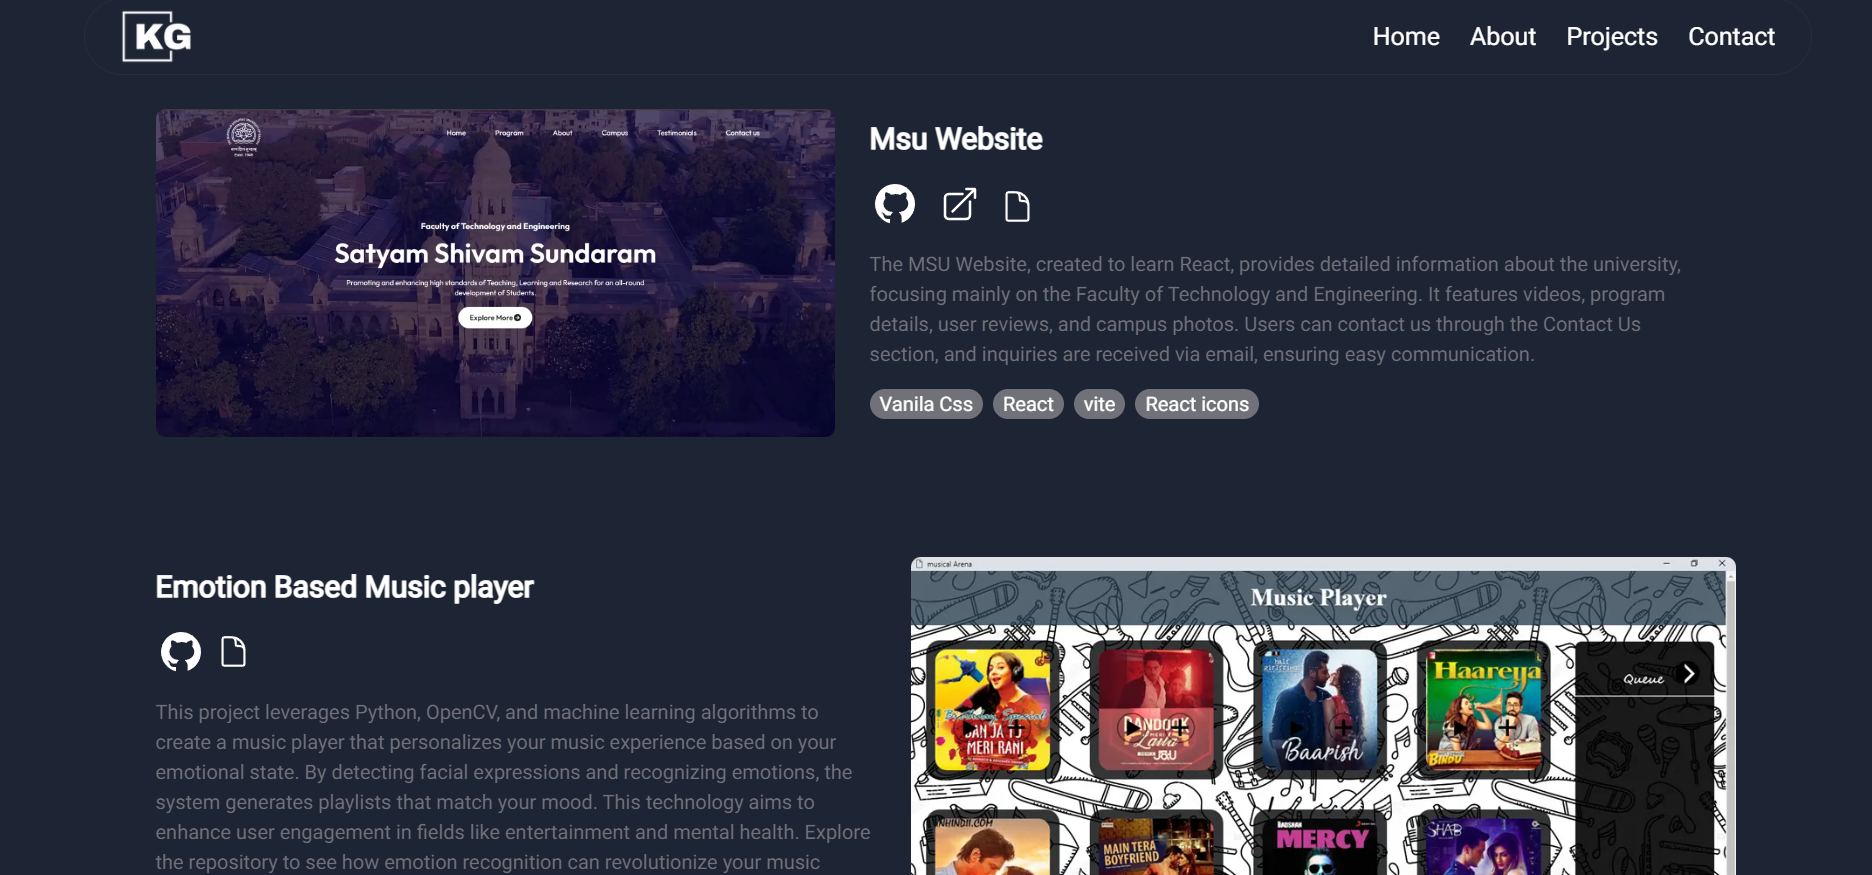 KG
Home About Projects Contact
Home Program About Campus Testimonials Contact us
Faculty of Technology and Engineering
Satyam Shivam Sundaram
Promoting and enhancing high standards of Teaching, Learning and Research for an all-round
development of Students.
Explore More
Msu Website
The MSU Website, created to learn React, provides detailed information about the university,
focusing mainly on the Faculty of Technology and Engineering. It features videos, program
details, user reviews, and campus photos. Users can contact us through the Contact Us
section, and inquiries are received via email, ensuring easy communication.
Vanila Css React vite React icons
Emotion Based Music player
This project leverages Python, OpenCV, and machine learning algorithms to
create a music player that personalizes your music experience based on your
emotional state. By detecting facial expressions and recognizing emotions, the
system generates playlists that match your mood. This technology aims to
enhance user engagement in fields like entertainment and mental health. Explore
the repository to see how emotion recognition can revolutionize your music
musical Arena
Music Player
MERI RANI
Baarish
Haareya
BINDU
Queue
MAIN TERA
BOYFRIEND
MERCY